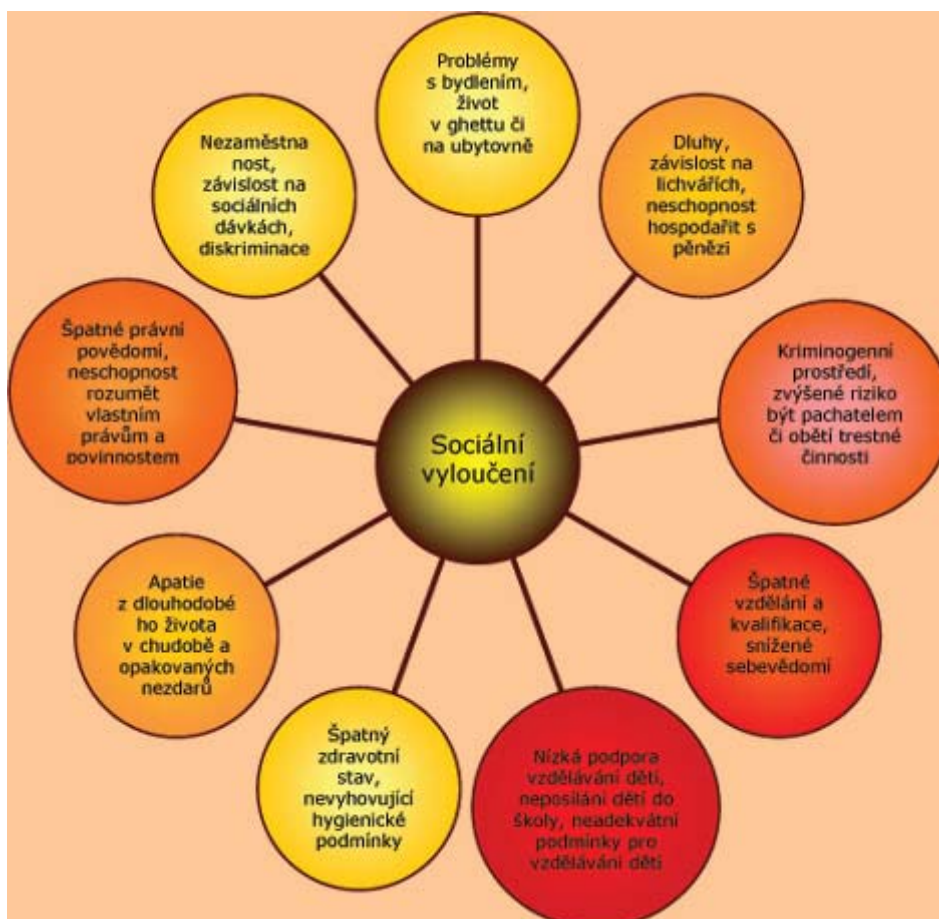 Problémy
s bydlením,
život
v ghettu či
na ubytovně
Dluhy,
závislost na
lichvářích,
neschopnost
hospodařit s
pěnězi
Kriminogenní
prostředí,
zvýšené riziko
být pachatelem
či obětí trestné
činnosti
Špatné
vzdělání a
kvalifikace,
snížené
sebevědomí
Nízká podpora
vzdělávání dětí,
neposílání dětí do
školy, neadekvátní
podmínky pro
vzdělávání dětí
Špatný
zdravotní
stav,
nevyhovující
hygienické
podmínky
Apatie
z dlouhodobé
ho života
v chudobě a
opakovaných
nezdarů
Špatné právní
povědomí,
neschopnost
rozumět
vlastním
právům a
povinnostem
Nezaměstna
nost,
závislost na
sociálních
dávkách,
diskriminace
Sociální
vyloučení